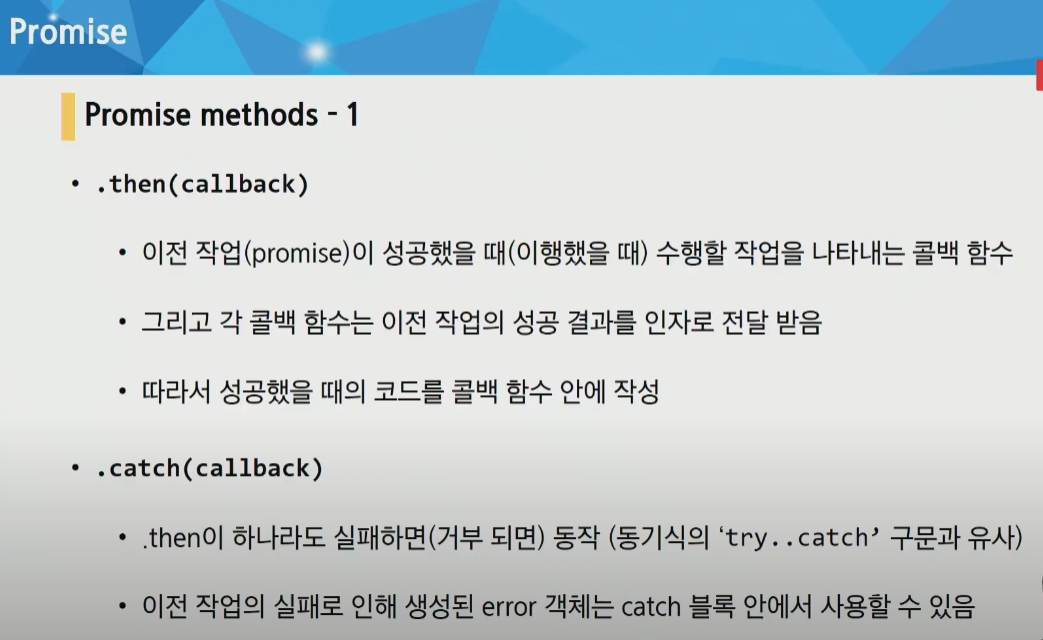 Promise
Promise methods - 1
• .then(callback)
• 이전 작업(promise)이 성공했을 때(이행했을 때) 수행할 작업을 나타내는 콜백 함수
• 그리고 각 콜백 함수는 이전 작업의 성공 결과를 인자로 전달 받음
• 따라서 성공했을 때의 코드를 콜백 함수 안에 작성
• .catch(callback)
• .then이 하나라도 실패하면(거부 되면) 동작 (동기식의 ‘try..catch’ 구문과 유사)
• 이전 작업의 실패로 인해 생성된 error 객체는 catch 블록 안에서 사용할 수 있음